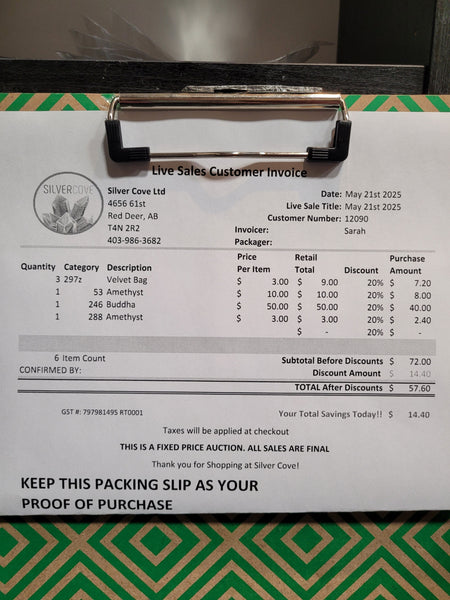 Live Sales Customer Invoice
SILVERCOVE
Silver Cove Ltd
4656 61st
Red Deer, AB
T4N 2R2
403-986-3682
Date: May 21st 2025
Live Sale Title: May 21st 2025
Customer Number: 12090
Invoicer: Sarah
Packager:
Quantity Category Description Price Per Item Retail Total Discount Purchase Amount
3 297z Velvet Bag $ 3.00 $ 9.00 20% $ 7.20
1 53 Amethyst $ 10.00 $ 10.00 20% $ 8.00
1 246 Buddha $ 50.00 $ 50.00 20% $ 40.00
1 288 Amethyst $ 3.00 $ 3.00 20% $ 2.40
$ - 20% $ -
6 Item Count Subtotal Before Discounts $ 72.00
CONFIRMED BY: Discount Amount $ 14.40
TOTAL After Discounts $ 57.60
GST #: 797981495 RT0001 Your Total Savings Today!! $ 14.40
Taxes will be applied at checkout
THIS IS A FIXED PRICE AUCTION. ALL SALES ARE FINAL
Thank you for Shopping at Silver Cove!
KEEP THIS PACKING SLIP AS YOUR
PROOF OF PURCHASE